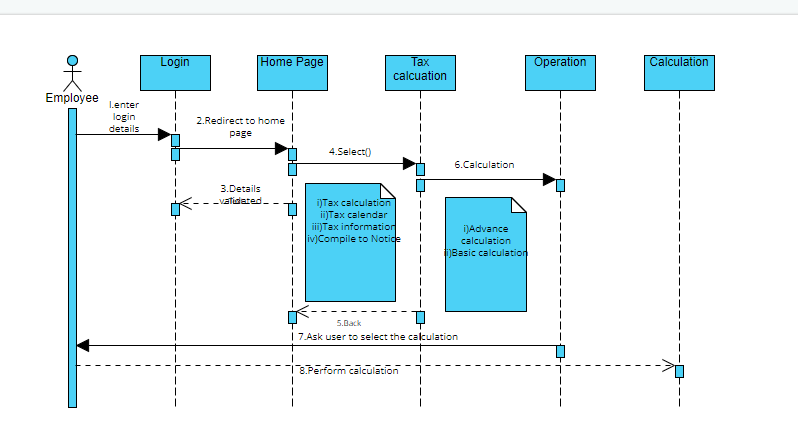 Login
Home Page
Tax
calcuation
Operation
Calculation
Employee
I.enter
login
details
2.Redirect to home
page
4.Select()
6.Calculation
3.Details
validated
i)Tax calculation
ii)Tax calendar
iii)Tax information
iv)Compile to Notice
i)Advance
calculation
ii)Basic calculation
5.Back
7.Ask user to select the calculation
8.Perform calculation